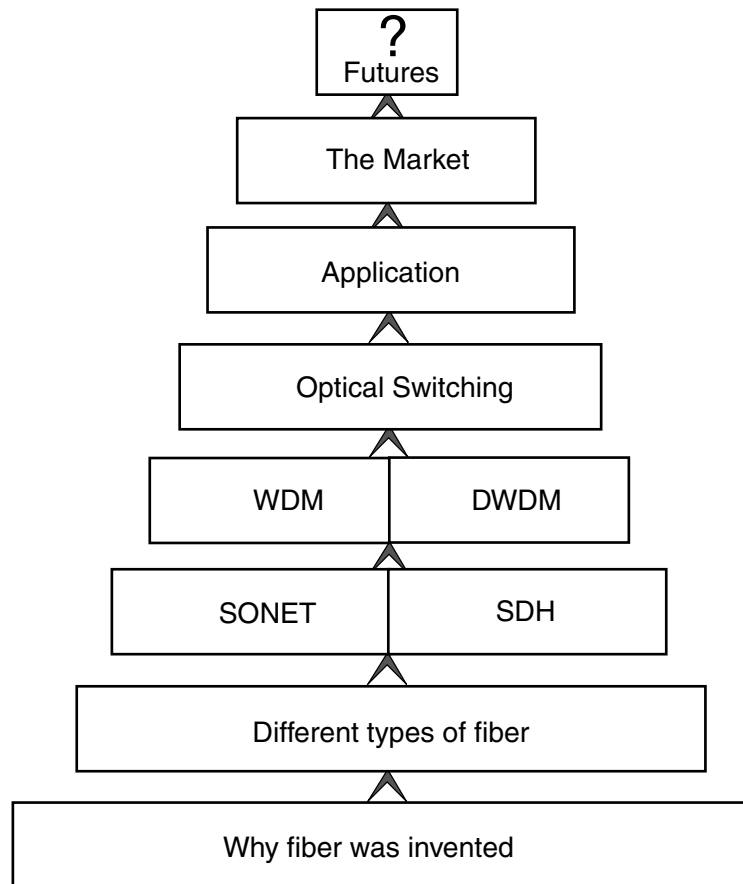 ?
Futures
The Market
Application
Optical Switching
WDM DWDM
SONET SDH
Different types of fiber
Why fiber was invented